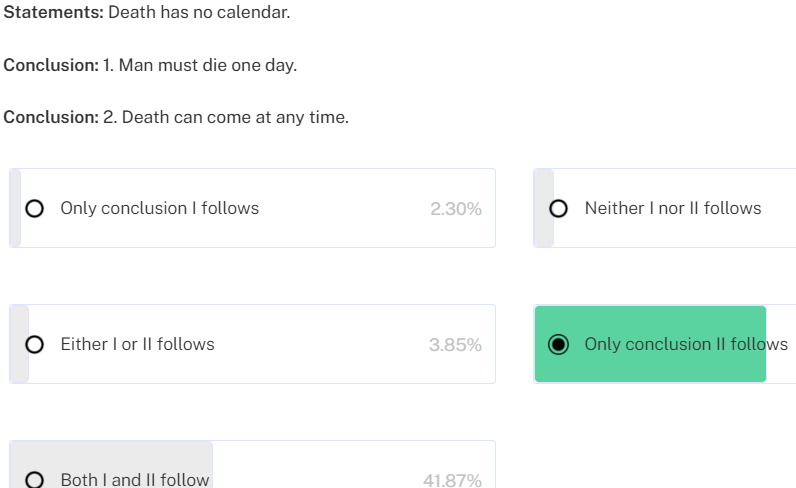 Statements: Death has no calendar.
Conclusion: 1. Man must die one day.
Conclusion: 2. Death can come at any time.
Only conclusion I follows 2.30%
Neither I nor II follows
Either I or II follows 3.85%
Only conclusion II follows
Both I and II follow 41.87%